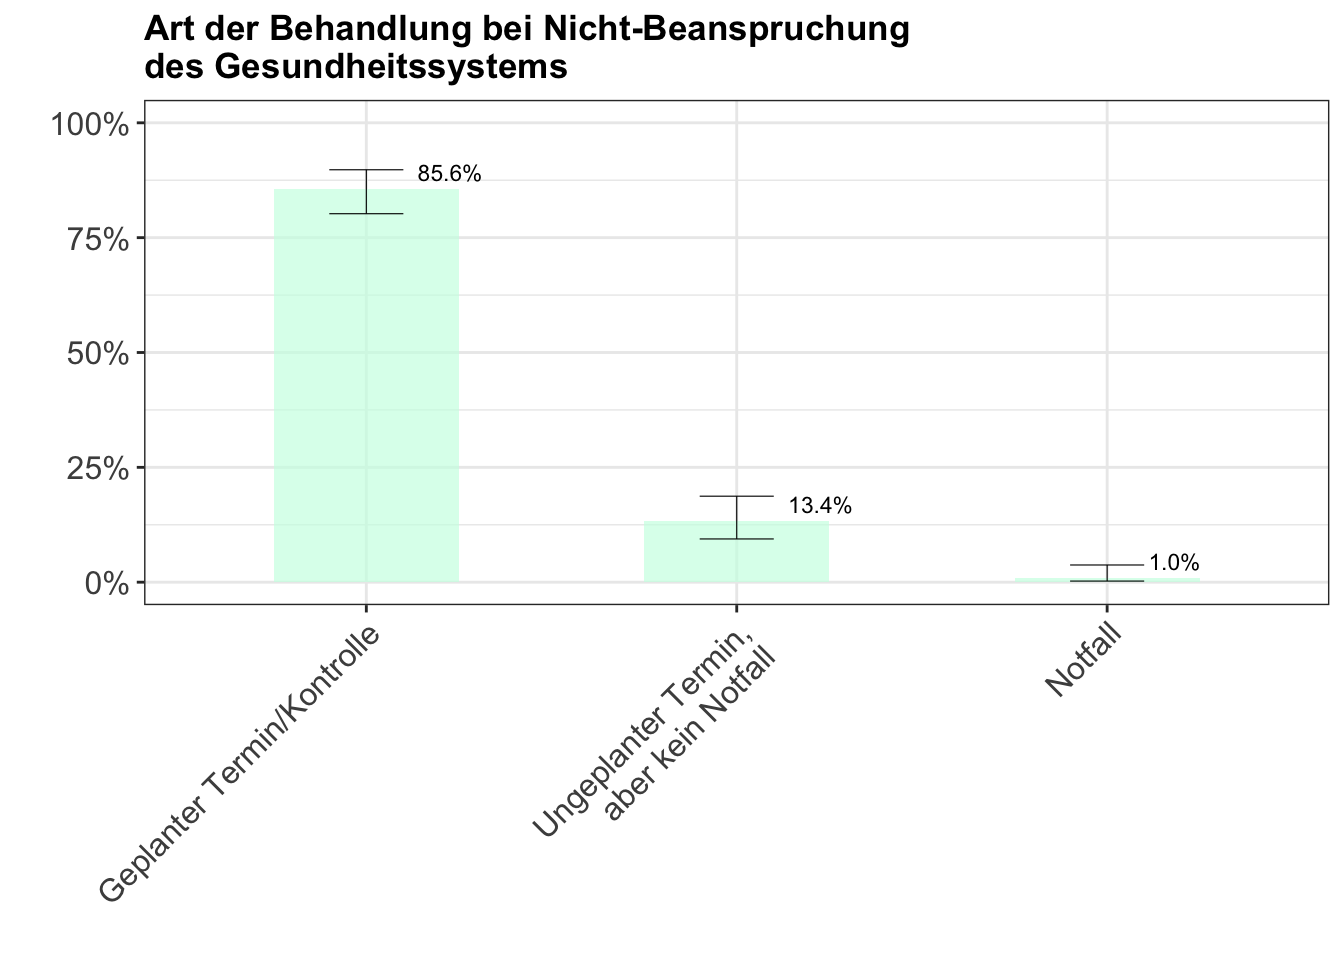 Art der Behandlung bei Nicht-Beanspruchung
des Gesundheitssystems
100%
75%
50%
25%
0%
85.6%
13.4%
1.0%
Geplanter Termin/Kontrolle
Ungeplanter Termin,
aber kein Notfall
Notfall